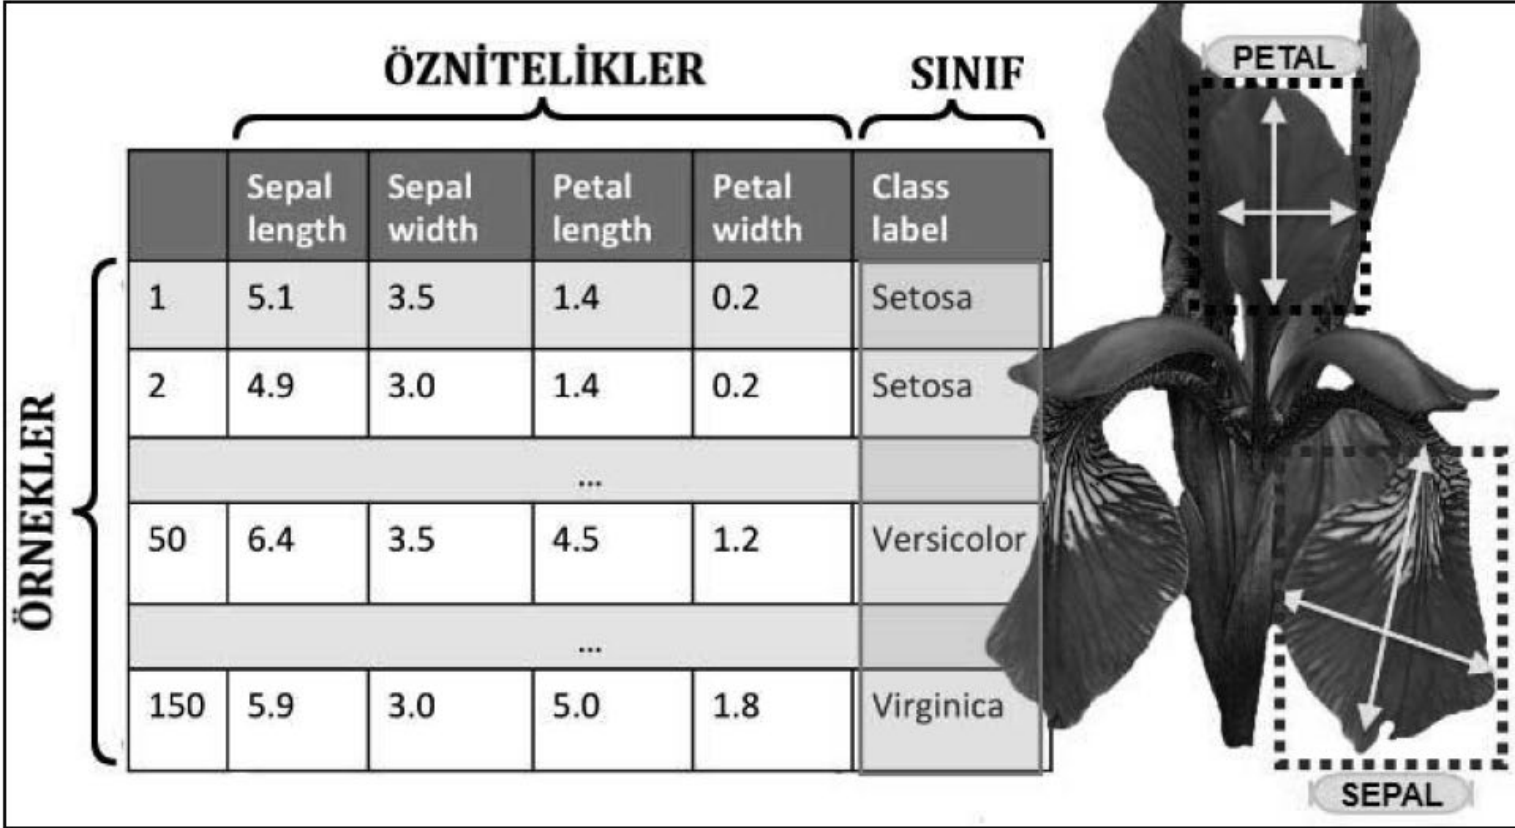 ÖZNİTELİKLER SINIF
PETAL
Sepal length Sepal width Petal length Petal width Class label
1 5.1 3.5 1.4 0.2 Setosa
2 4.9 3.0 1.4 0.2 Setosa
...
50 6.4 3.5 4.5 1.2 Versicolor
...
150 5.9 3.0 5.0 1.8 Virginica
ÖRNEKLER
SEPAL